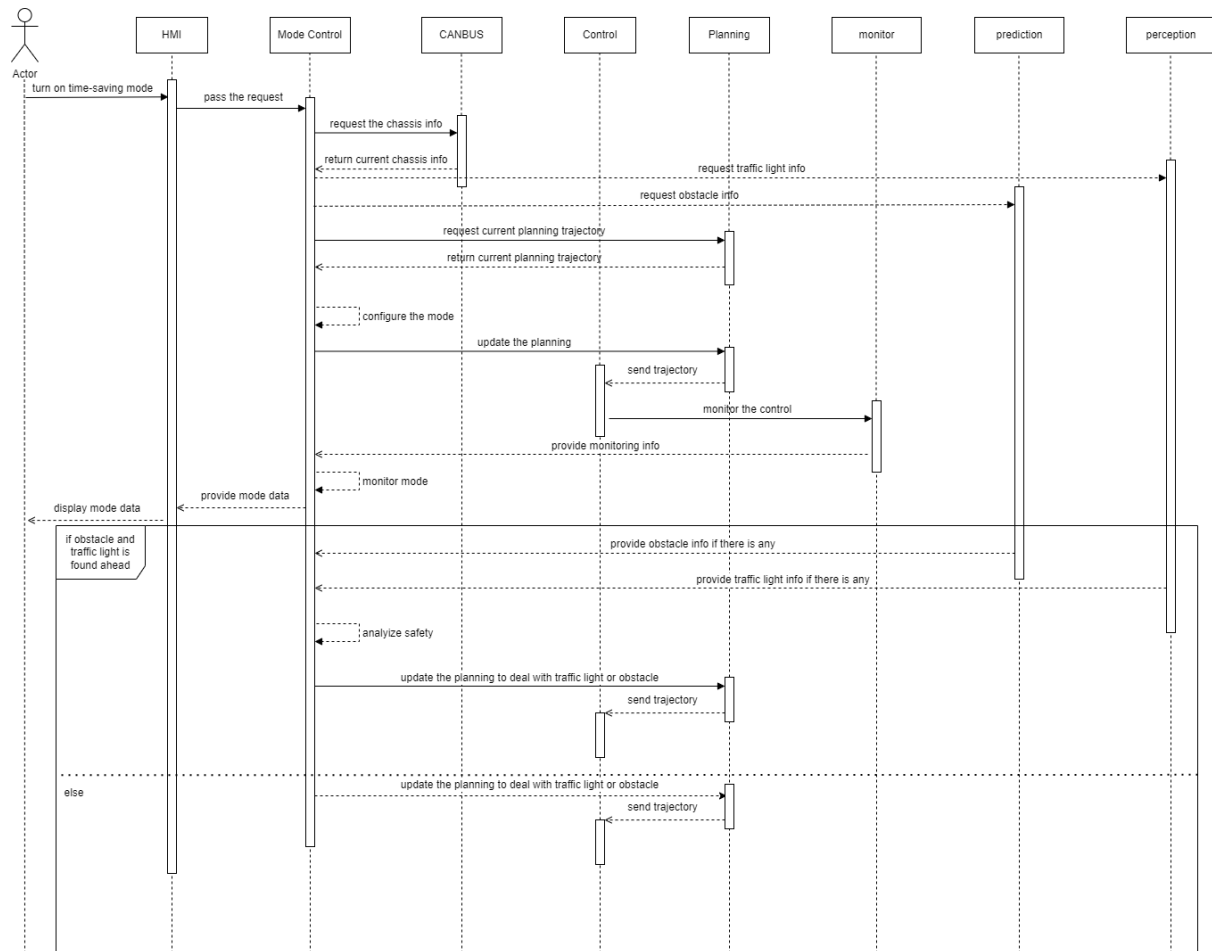 HMI
Mode Control
CANBUS
Control
Planning
monitor
prediction
perception
Actor
turn on time-saving mode
pass the request
request the chassis info
return current chassis info
request traffic light info
request obstacle info
request current planning trajectory
return current planning trajectory
configure the mode
update the planning
send trajectory
monitor the control
provide monitoring info
monitor mode
provide mode data
display mode data
if obstacle and
traffic light is
found ahead
provide obstacle info if there is any
provide traffic light info if there is any
analyize safety
update the planning to deal with traffic light or obstacle
send trajectory
else
update the planning to deal with traffic light or obstacle
send trajectory